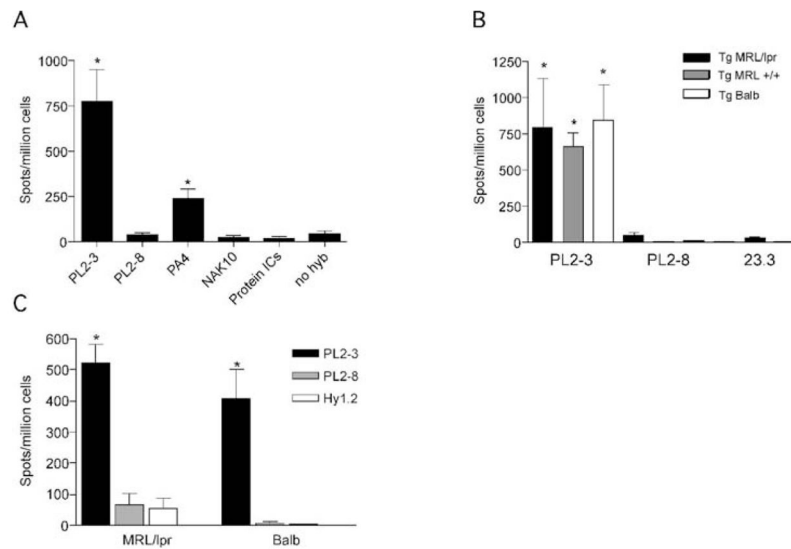 A
Spots/million cells
1000
750
500
250
0
*
*
PL2-3
PL2-8
PA4
NAK10
Protein ICs
no hyb
B
Tg MRL/lpr
Tg MRL +/+
Tg Balb
Spots/million cells
1250
1000
750
500
250
0
*
*
*
PL2-3
PL2-8
23.3
C
Spots/million cells
600
500
400
300
200
100
0
*
*
PL2-3
PL2-8
Hy1.2
MRL/lpr
Balb